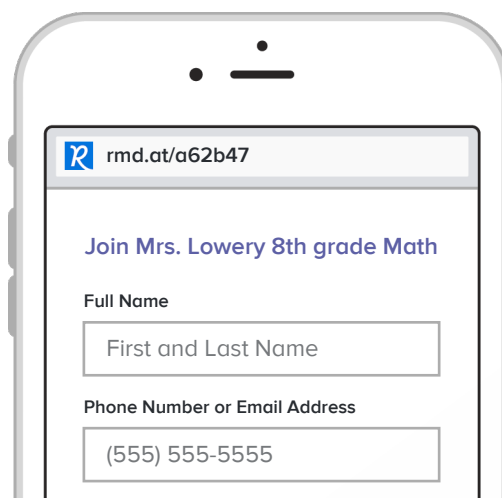 rmd.at/a62b47
Join Mrs. Lowery 8th grade Math
Full Name
First and Last Name
Phone Number or Email Address
(555) 555-5555